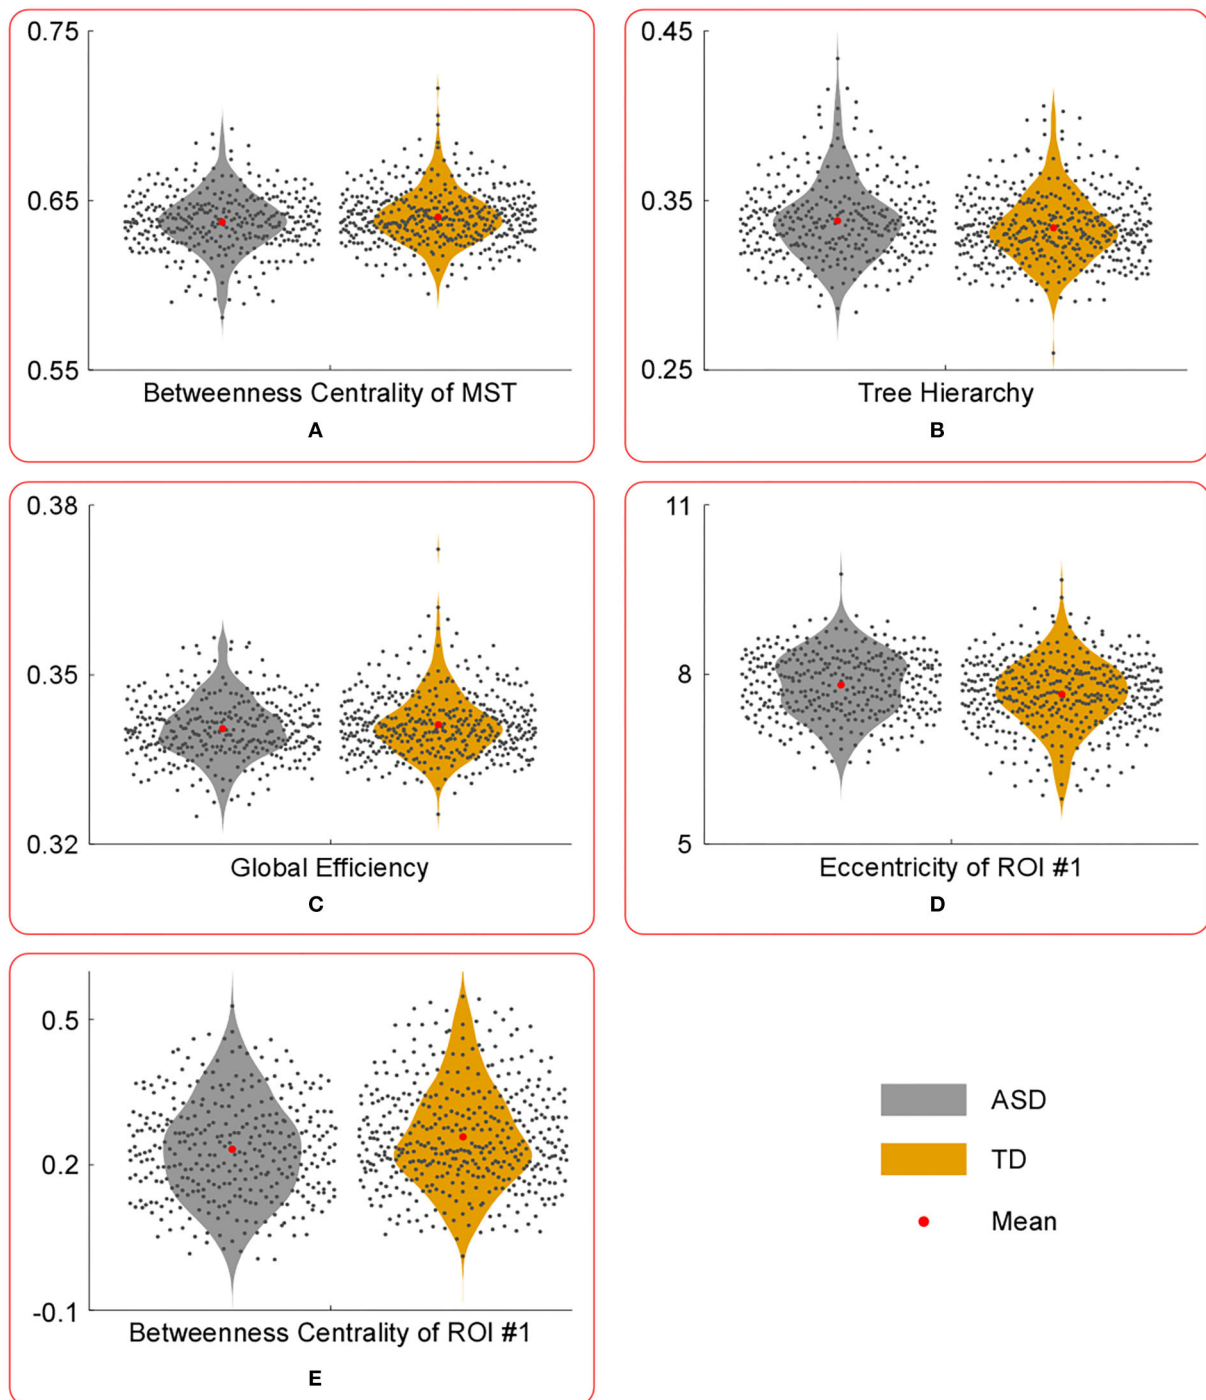 0.75
0.65
0.55
Betweenness Centrality of MST
A
0.45
0.35
0.25
Tree Hierarchy
B
0.38
0.35
0.32
Global Efficiency
C
11
8
5
Eccentricity of ROI #1
D
0.5
0.2
-0.1
Betweenness Centrality of ROI #1
E
ASD
TD
Mean